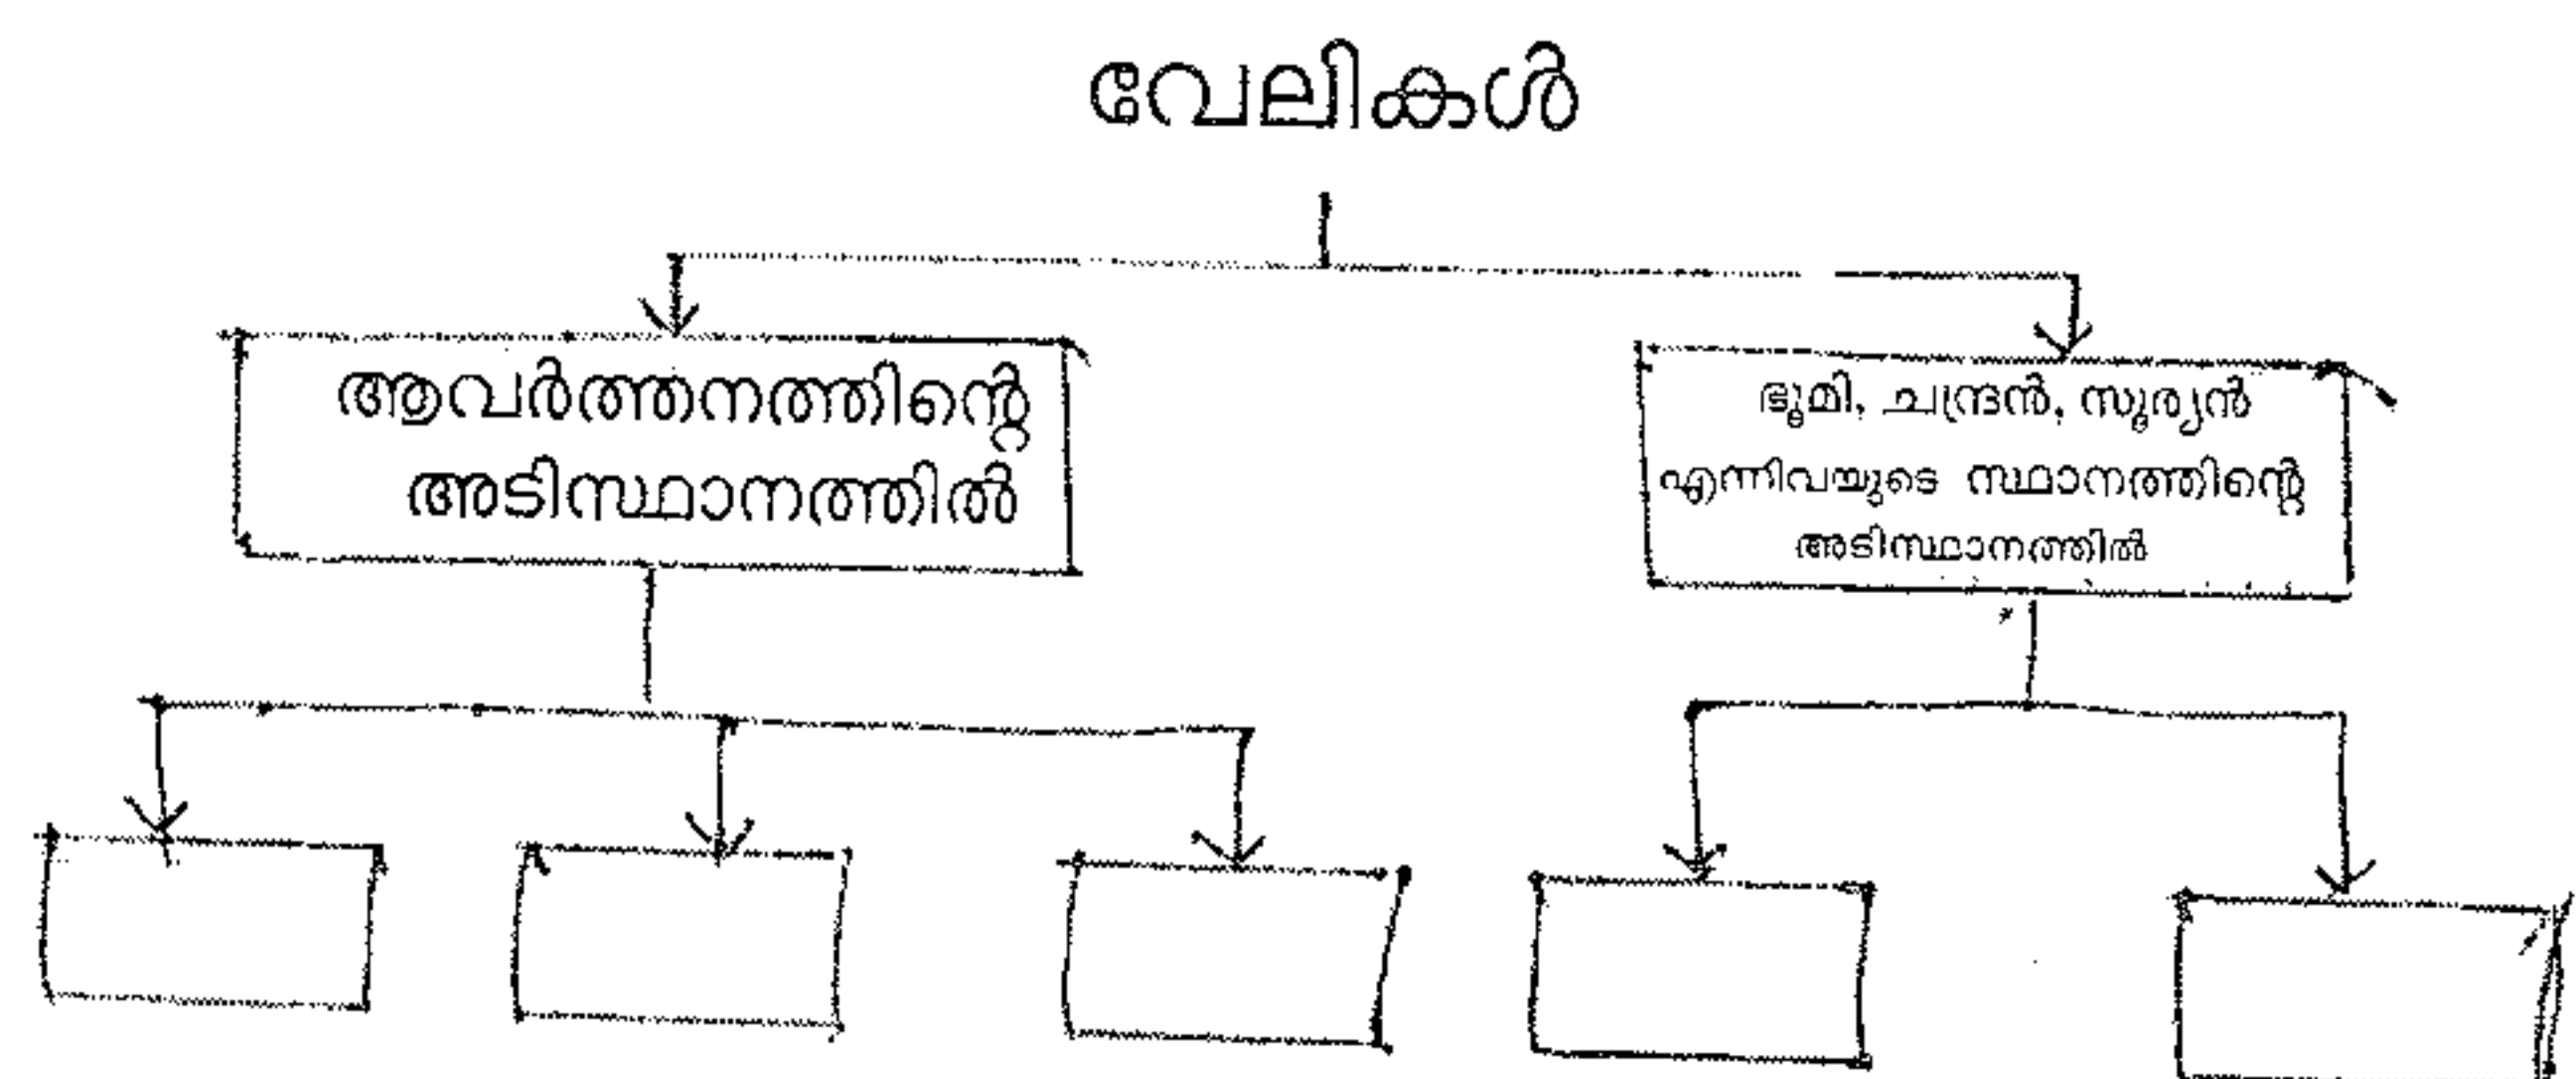 വേലികൾ
ആവർത്തനത്തിന്റെ
അടിസ്ഥാനത്തിൽ
ഭൂമി, ചന്ദ്രൻ, സൂര്യൻ
എന്നിവയുടെ സ്ഥാനത്തിന്റെ
അടിസ്ഥാനത്തിൽ